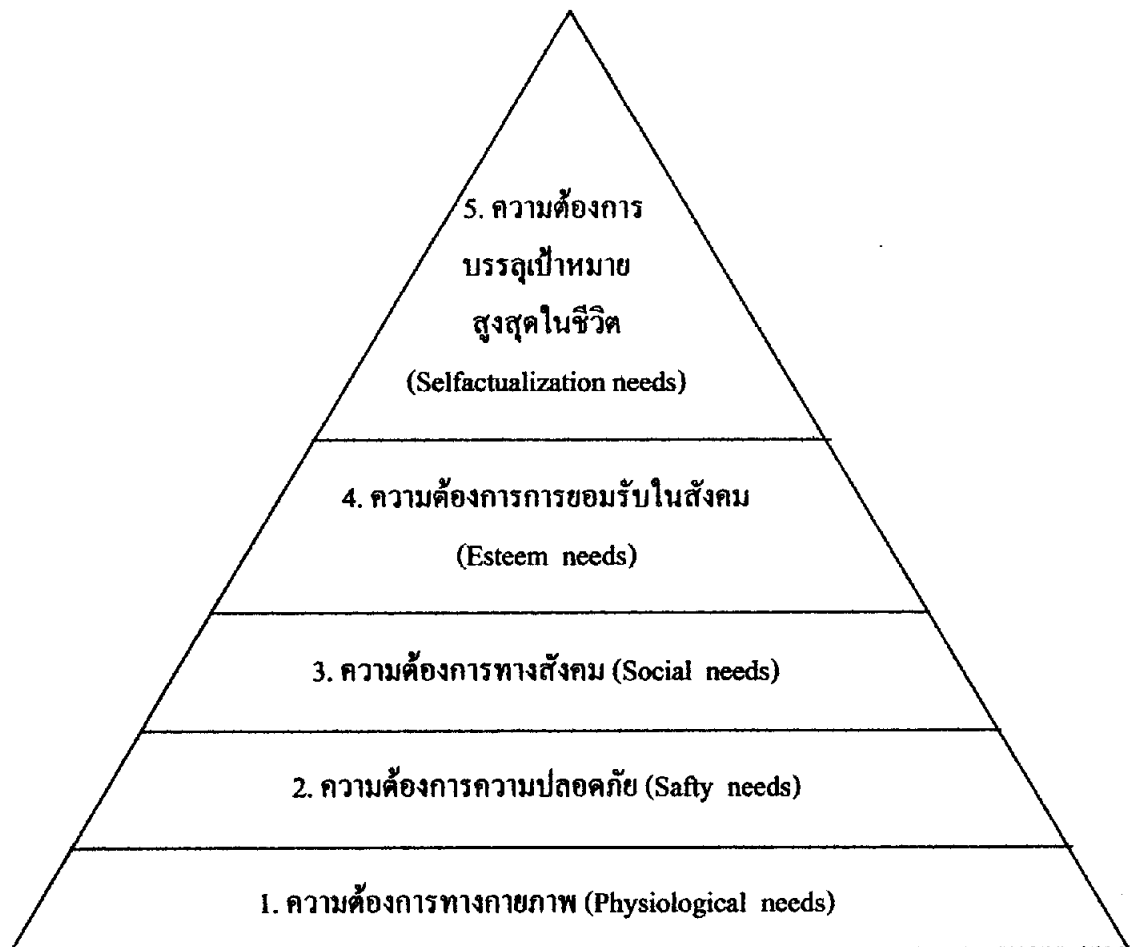 5. ความต้องการ
บรรลุเป้าหมาย
สูงสุดในชีวิต
(Selfactualization needs)
4. ความต้องการการยอมรับในสังคม
(Esteem needs)
3. ความต้องการทางสังคม (Social needs)
2. ความต้องการความปลอดภัย (Safty needs)
1. ความต้องการทางกายภาพ (Physiological needs)